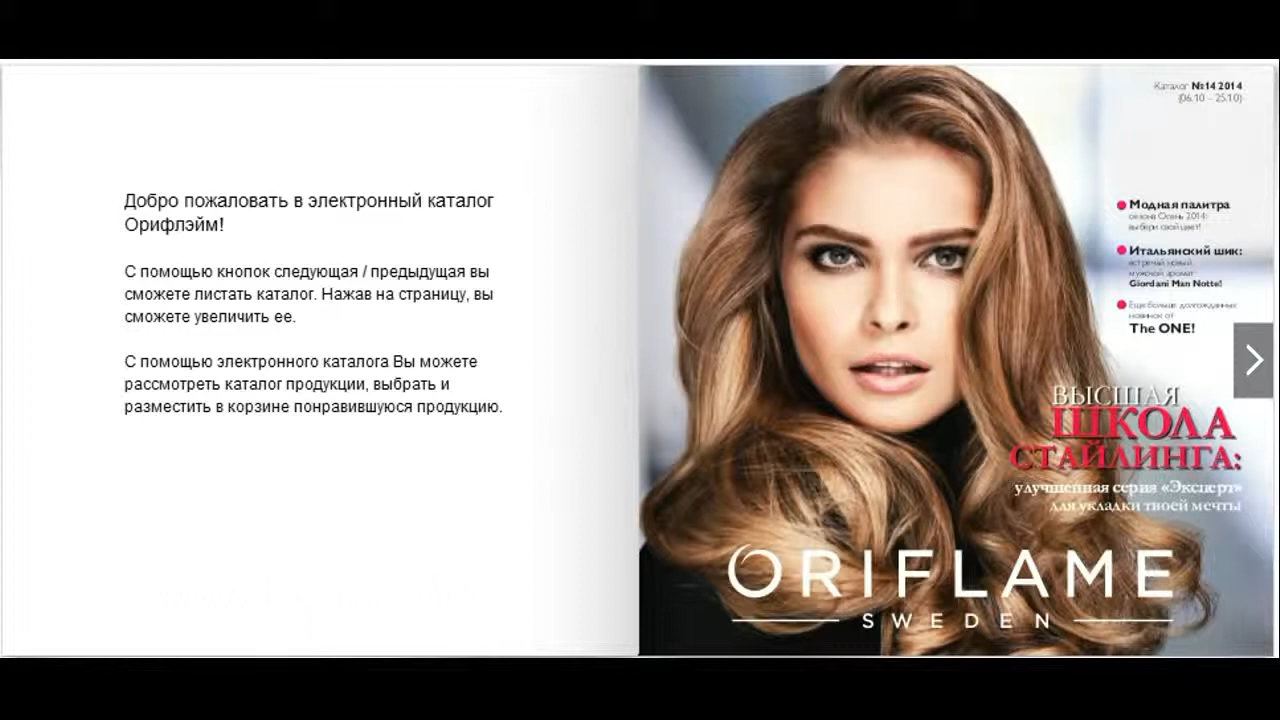 Добро пожаловать в электронный каталог
Орифлэйм!
С помощью кнопок следующая / предыдущая вы
сможете листать каталог. Нажав на страницу, вы
сможете увеличить ее.
С помощью электронного каталога Вы можете
рассмотреть каталог продукции, выбрать и
разместить в корзине понравившуюся продукцию.
Каталог №14 2014
(06.10 – 25.10)
Модная палитра
сезона Осень 2014:
выбери свой цвет!
Итальянский шик:
встречай новый
мужской аромат
Giordani Man Notte!
Еще больше долгожданных
новинок от
The ONE!
ВЫСШАЯ
ШКОЛА
СТАЙЛИНГА:
улучшенная серия «Эксперт»
для укладки твоей мечты
ORIFLAME
SWEDEN